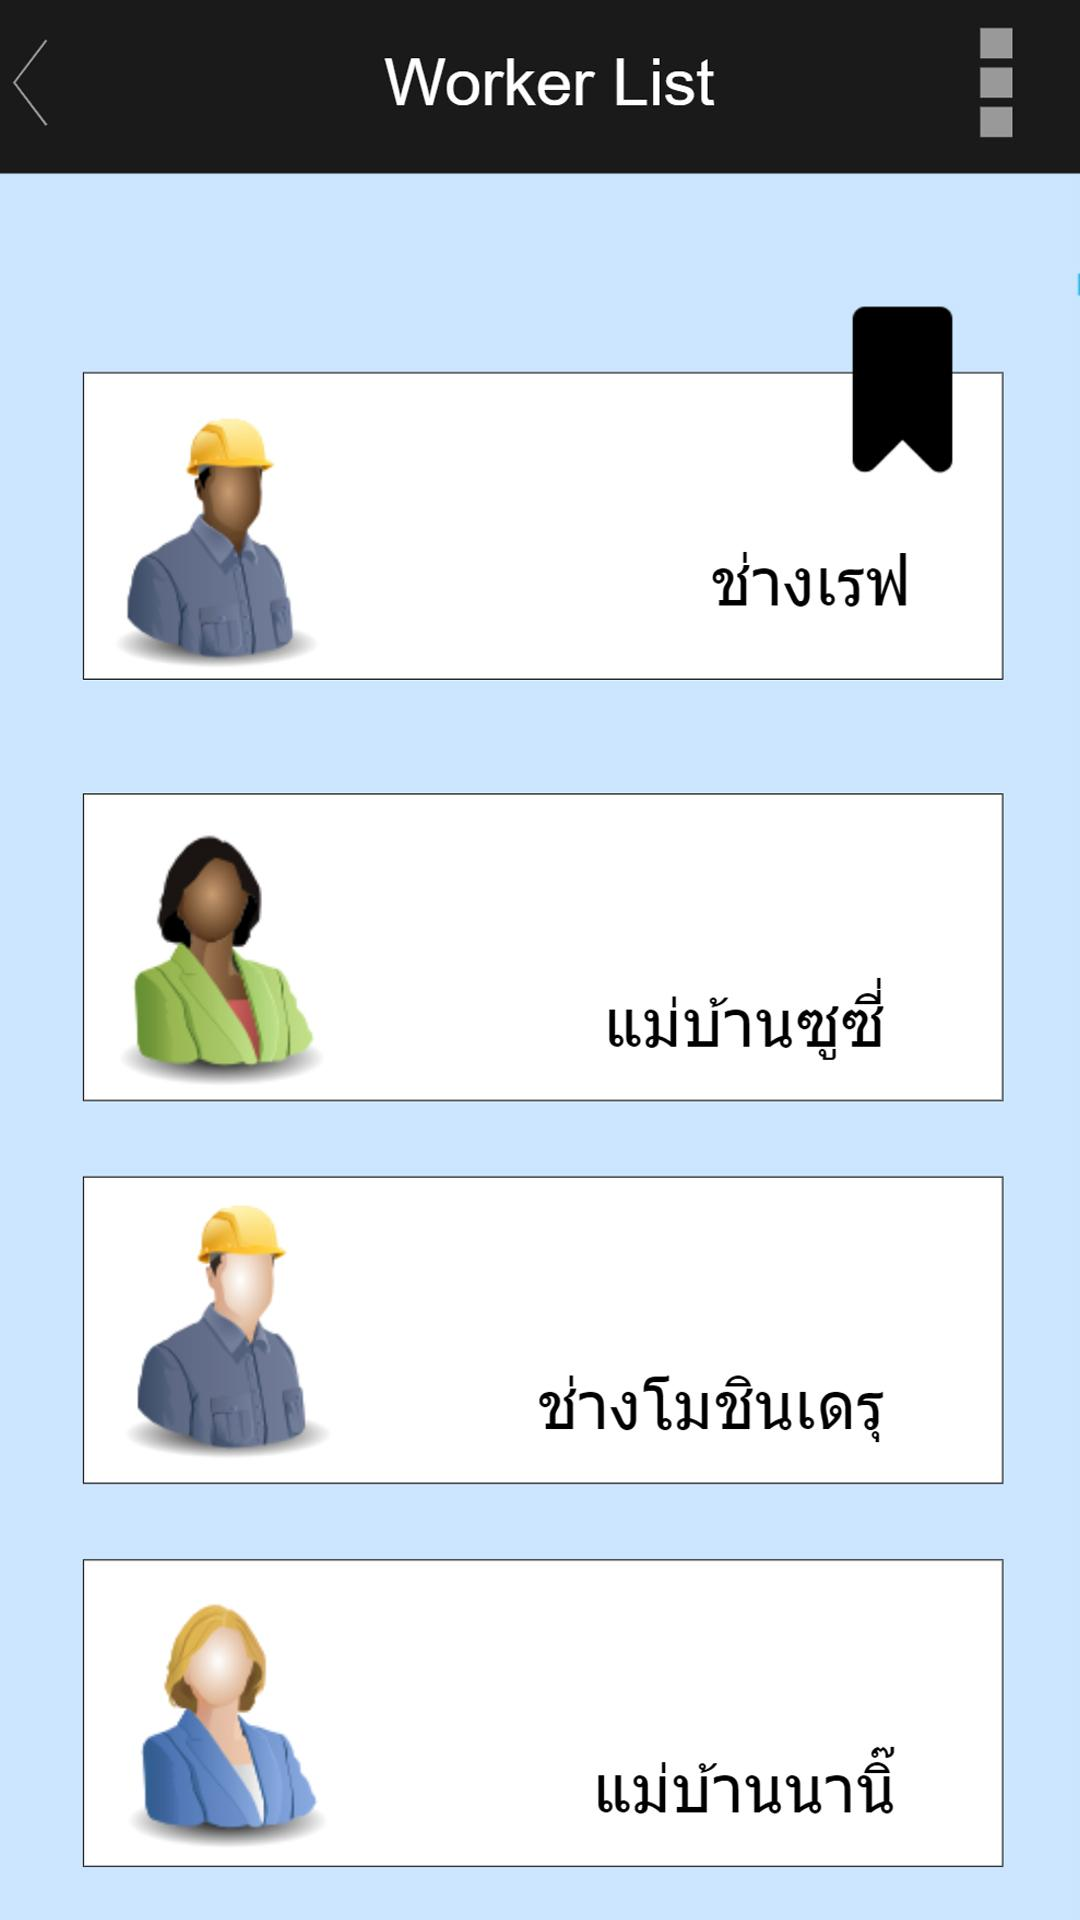 Worker List
ช่างเรฟ
แม่บ้านซูซี่
ช่างโมชินเดรุ
แม่บ้านนานิ๊